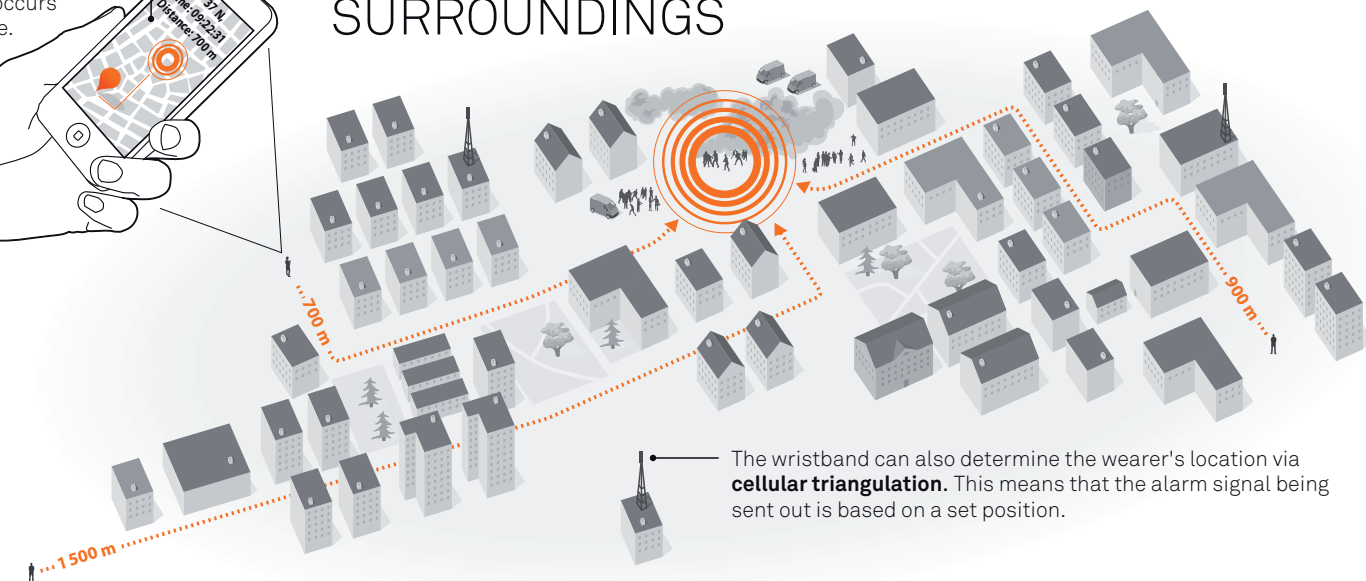 occurs
e.
SURROUNDINGS
37 N.
ne: 09:22:31
Distance: 700 m
700 m
900 m
1 500 m
The wristband can also determine the wearer's location via
cellular triangulation. This means that the alarm signal being
sent out is based on a set position.